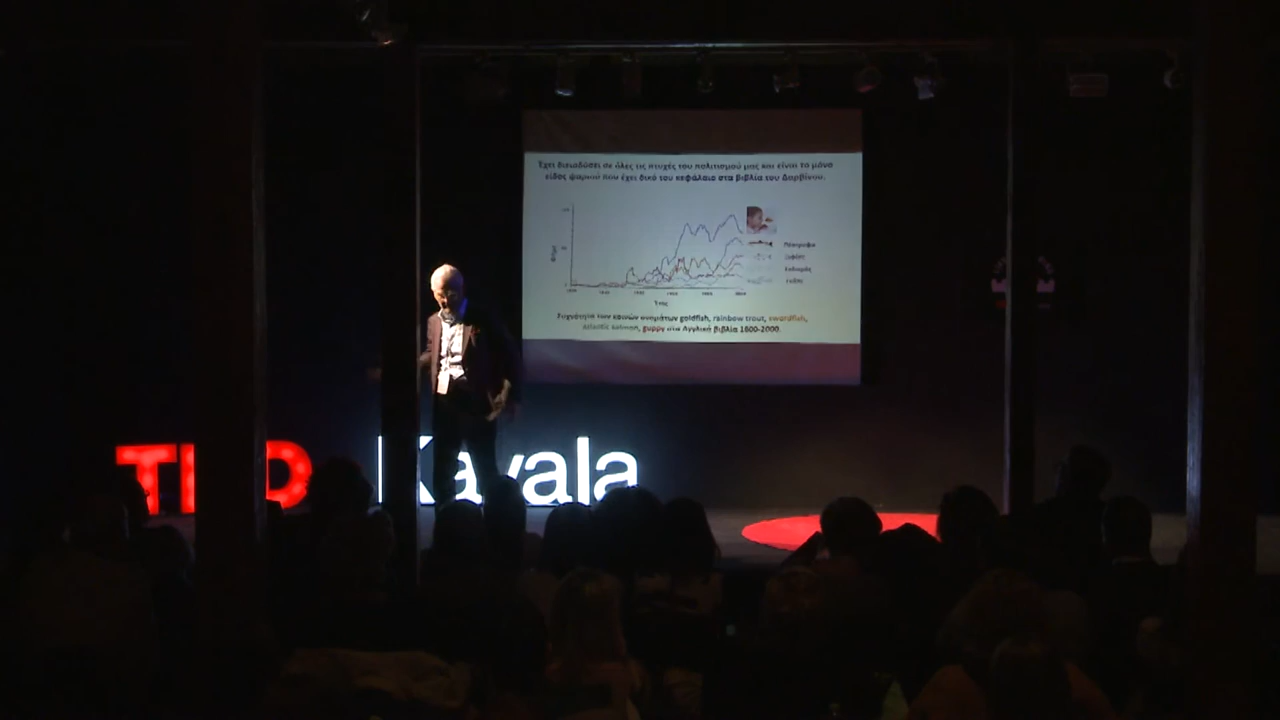 Έχει διεισδύσει σε όλες τις πτυχές του πολιτισμού μας και είναι το μόνο
είδος ψαριού που έχει δικό του κεφάλαιο στα βιβλία του Δαρβίνου.
Έτος
Συχνότητα των κοινών ονομάτων goldfish, rainbow trout, swordfish,
atlantic salmon, guppy στα Αγγλικά βιβλία 1600-2000.
TED Kavala